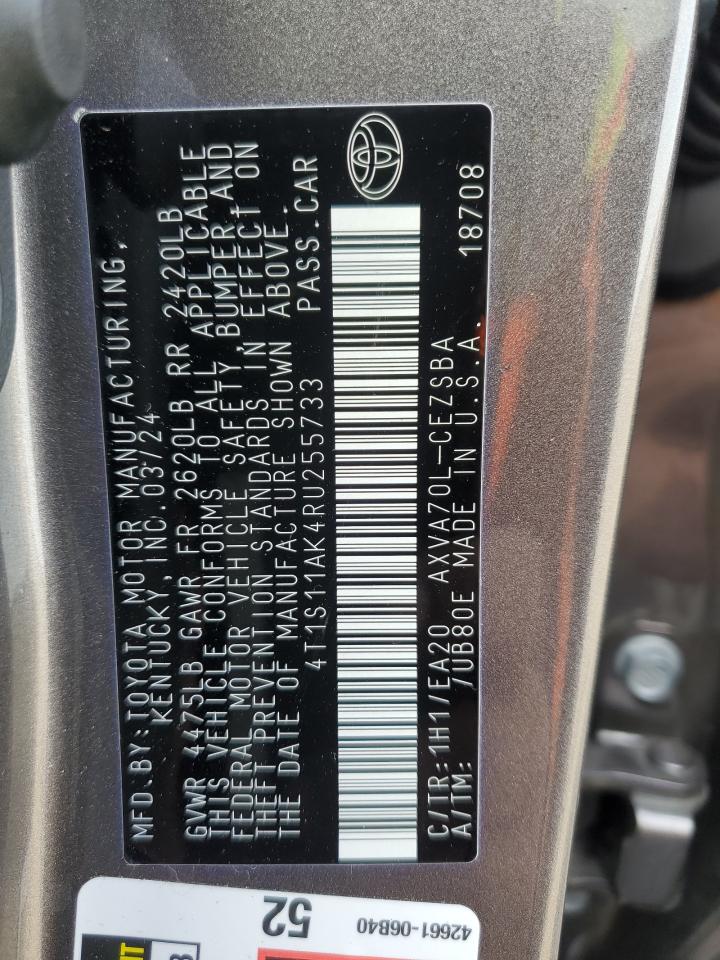 MFD.BY:TOYOTA MOTOR MANUFACTURING,
KENTUCKY, INC.03/24
GVWR 4475LB GAWR FR 2620LB RR 2420LB
THIS VEHICLE CONFORMS TO ALL APPLICABLE
FEDERAL MOTOR VEHICLE SAFETY, BUMPER AND
THEFT PREVENTION STANDARDS IN EFFECT ON
THE DATE OF MANUFACTURE SHOWN ABOVE.
4T1S11AK4RU255733 PASS.CAR
C/TR:1H1/EA20 AXVA70L-CEZSBA
A/TM: /UB80E MADE IN U.S.A. 18708
52
42661-06B40